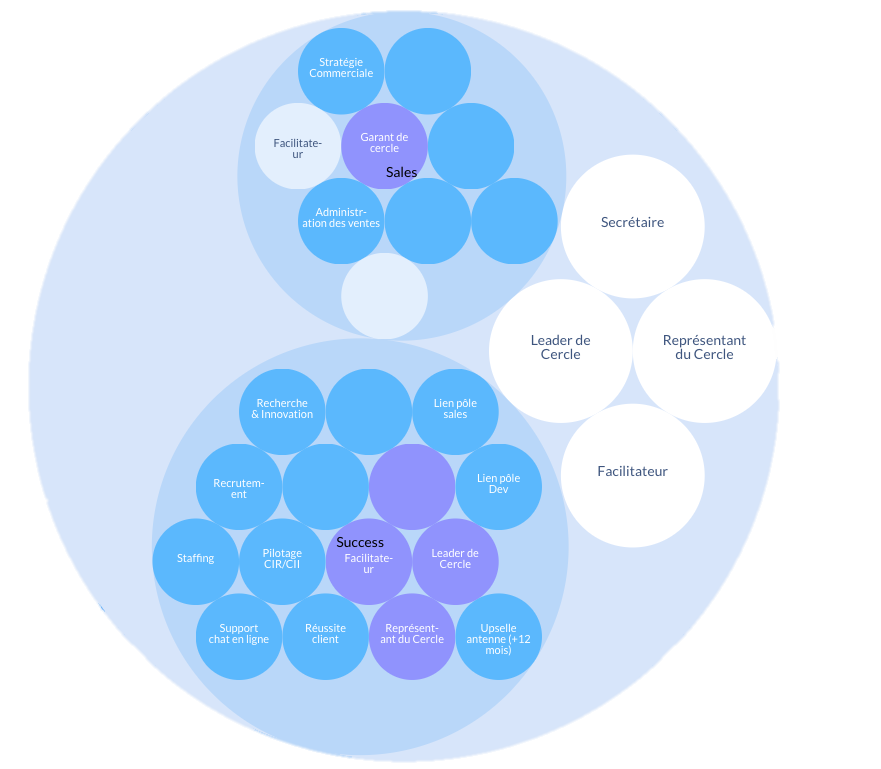 Stratégie
Commerciale
Facilitate-
ur
Garant de
cercle
Sales
Administr-
ation des ventes
Secrétaire
Leader de
Cercle
Représentant
du Cercle
Facilitateur
Recherche
& Innovation
Lien pôle
sales
Recrutem-
ent
Lien pôle
Dev
Success
Staffing
Pilotage
CIR/CII
Facilitate-
ur
Leader de
Cercle
Support
chat en ligne
Réussite
client
Représent-
ant du Cercle
Upselle
antenne (+12
mois)